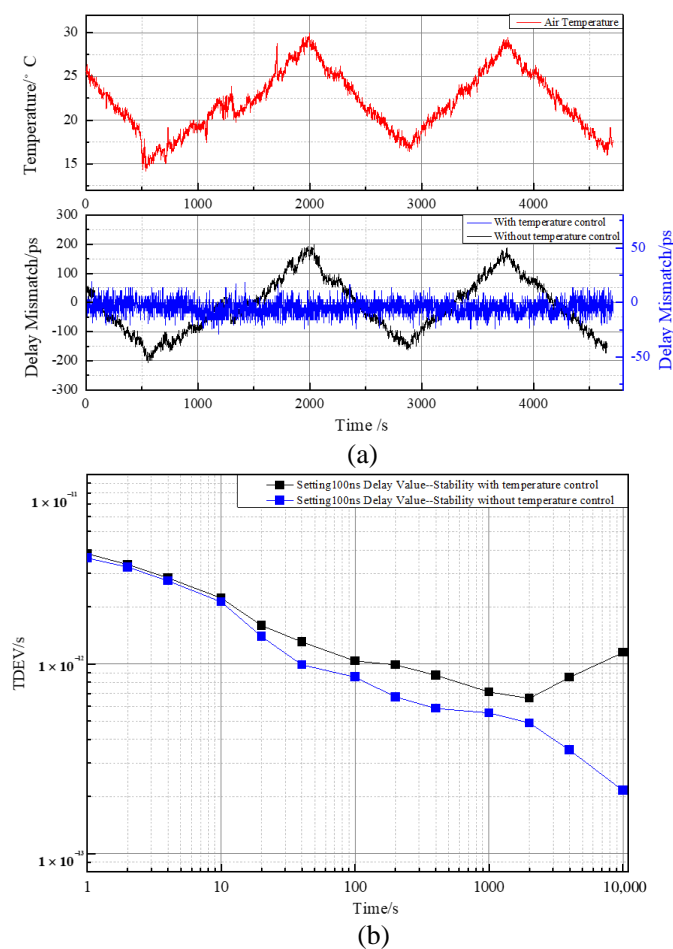 Air Temperature
30
25
20
15
Temperature/° C
0 1000 2000 3000 4000
With temperature control
Without temperature control
300
200
100
0
-100
-200
-300
Delay Mismatch/ps
50
0
-50
Delay Mismatch/ps
0 1000 2000 3000 4000
Time /s
(a)
Setting100ns Delay Value--Stability with temperature control
Setting100ns Delay Value--Stability without temperature control
1 × 10⁻¹¹
1 × 10⁻¹²
1 × 10⁻¹³
TDEV/s
1 10 100 1000 10,000
Time/s
(b)